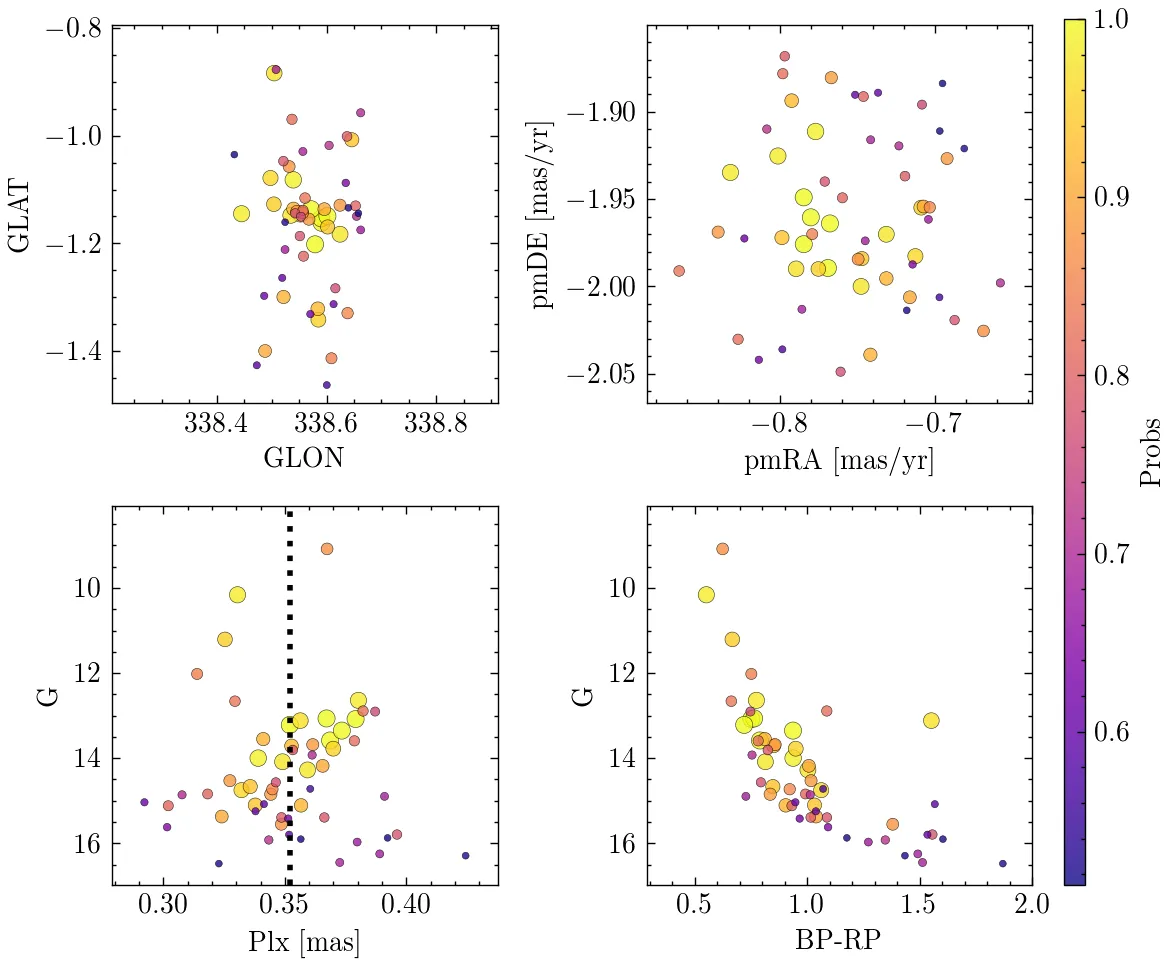 −0.8
−1.0
−1.2
−1.4
GLAT
338.4 338.6 338.8
GLON
−1.90
−1.95
−2.00
−2.05
pmDE [mas/yr]
−0.8 −0.7
pmRA [mas/yr]
1.0
0.9
0.8
0.7
0.6
Probs
10
12
14
16
G
0.30 0.35 0.40
Plx [mas]
10
12
14
16
G
0.5 1.0 1.5 2.0
BP-RP